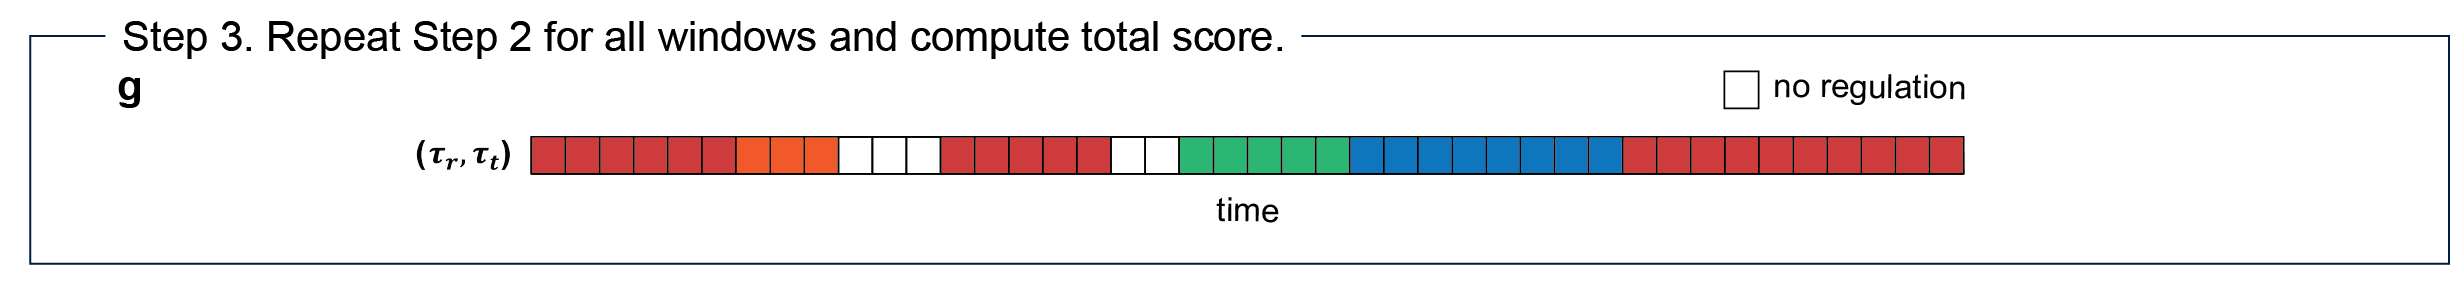 Step 3. Repeat Step 2 for all windows and compute total score.
g
no regulation
(τr, τt)
time